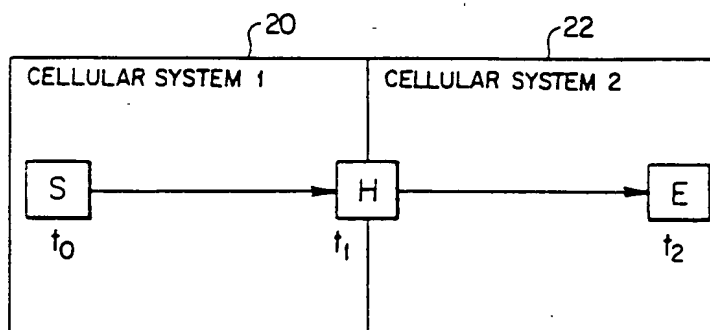 20
22
CELLULAR SYSTEM 1
CELLULAR SYSTEM 2
S
H
E
t0
t1
t2